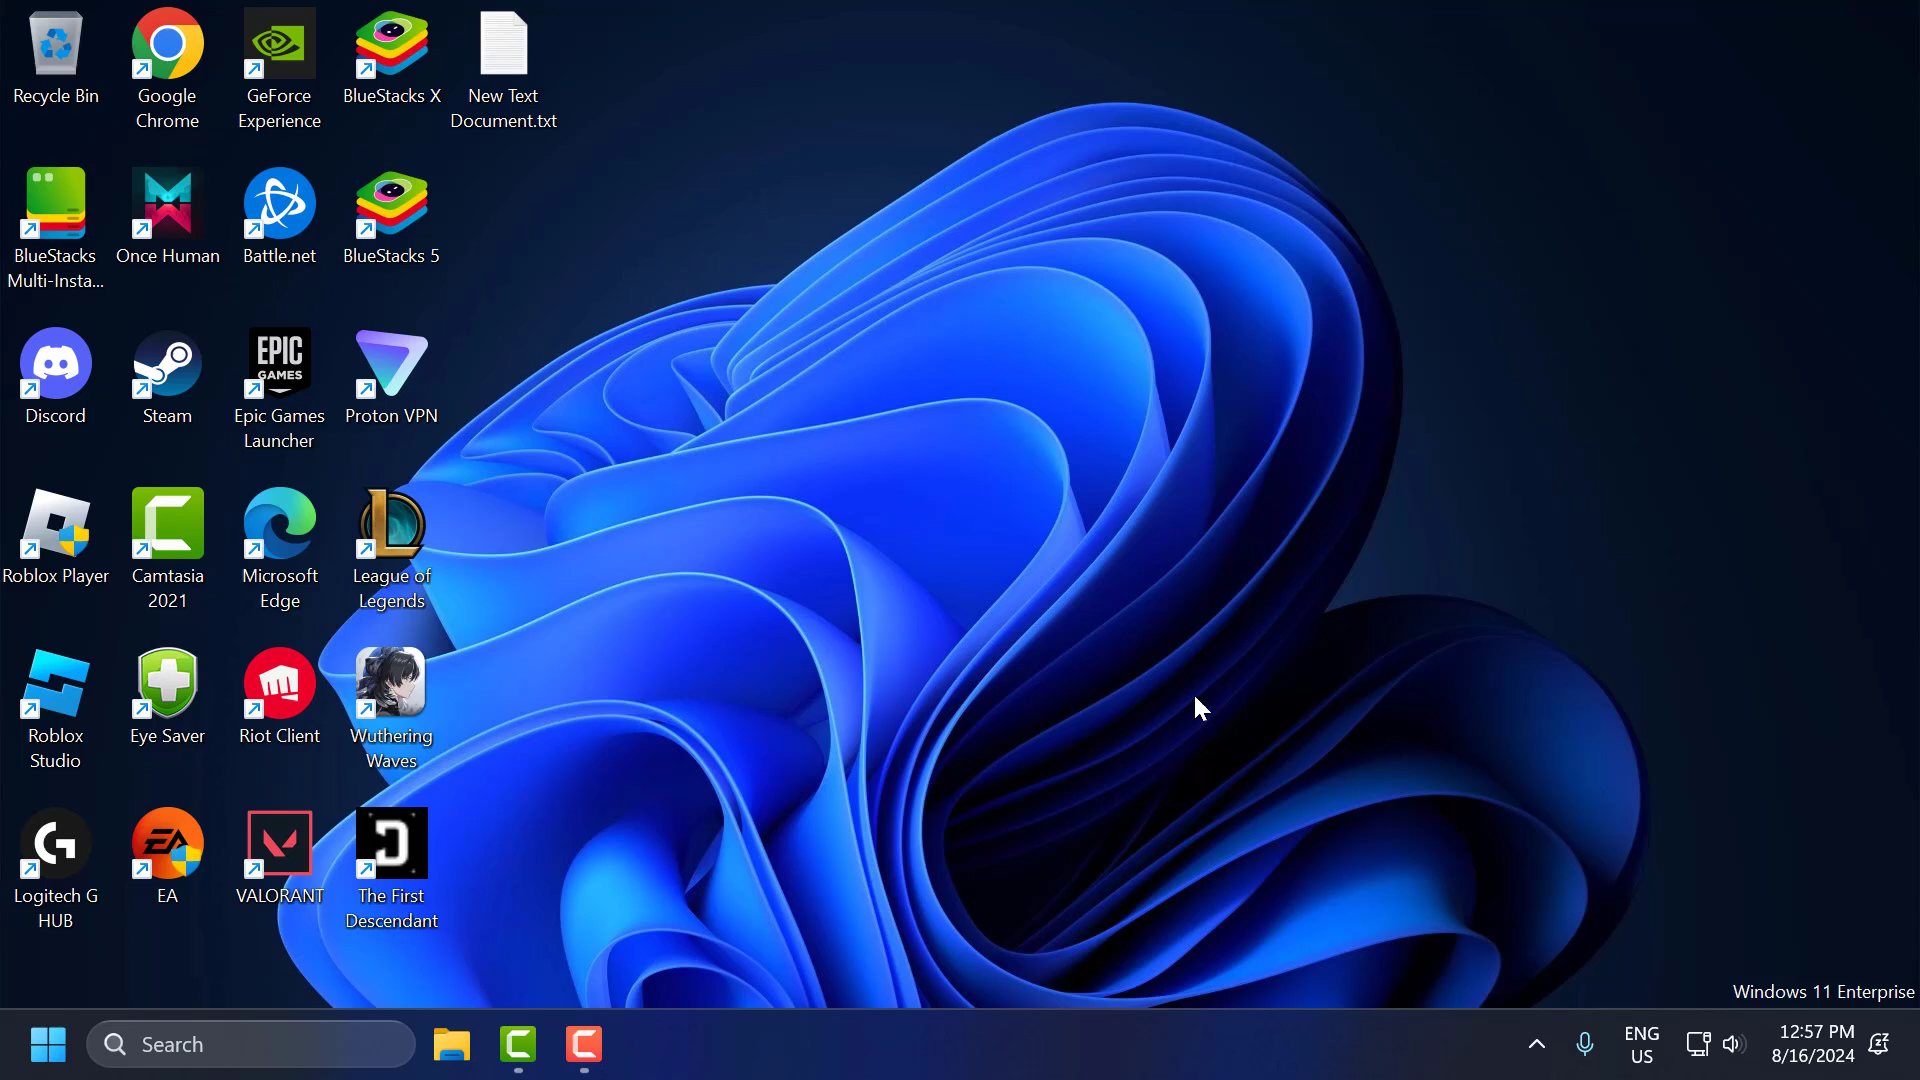 Recycle Bin
Google
Chrome
GeForce
Experience
BlueStacks X
New Text
Document.txt
BlueStacks
Multi-Insta...
Once Human
Battle.net
BlueStacks 5
Discord
Steam
EPIC
GAMES
Epic Games
Launcher
Proton VPN
Roblox Player
Camtasia
2021
Microsoft
Edge
League of
Legends
Roblox
Studio
Eye Saver
Riot Client
Wuthering
Waves
Logitech G
HUB
EA
EA
VALORANT
The First
Descendant
Windows 11 Enterprise
Search
ENG
US
12:57 PM
8/16/2024